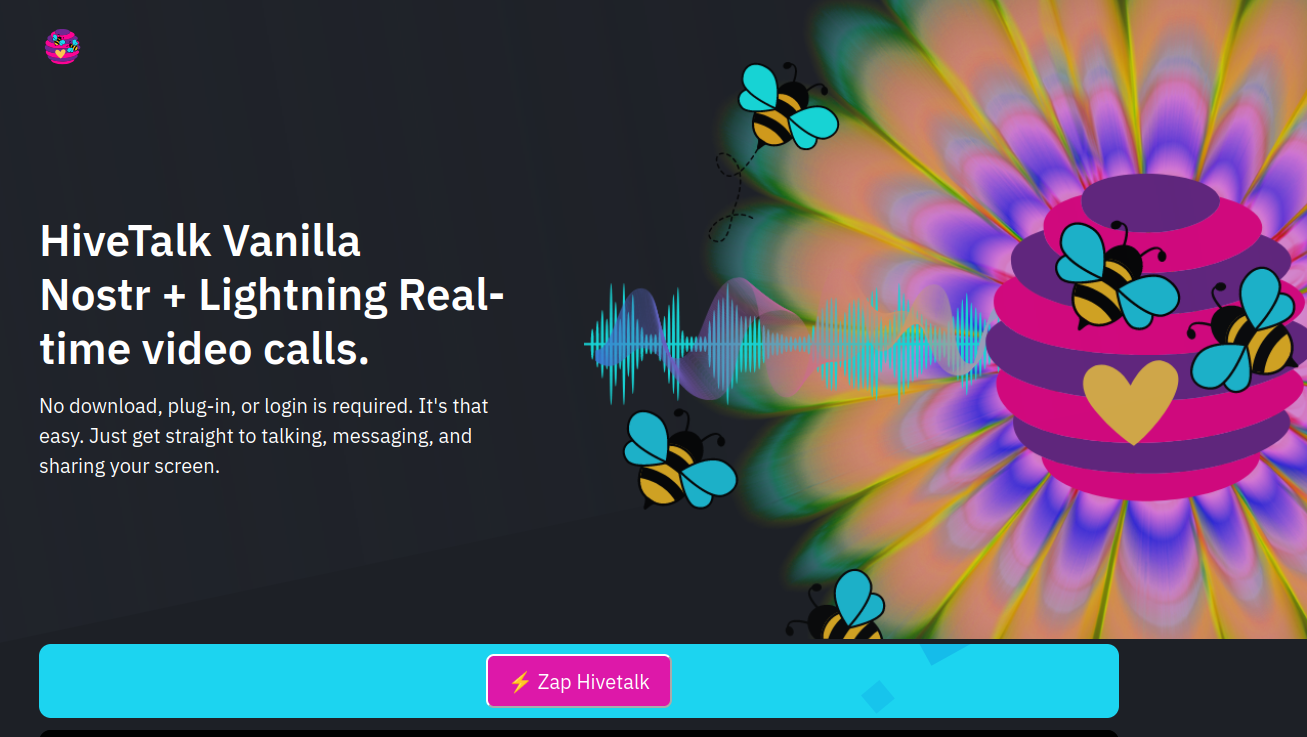 HiveTalk Vanilla
Nostr + Lightning Real-
time video calls.
No download, plug-in, or login is required. It's that
easy. Just get straight to talking, messaging, and
sharing your screen.
⚡ Zap Hivetalk